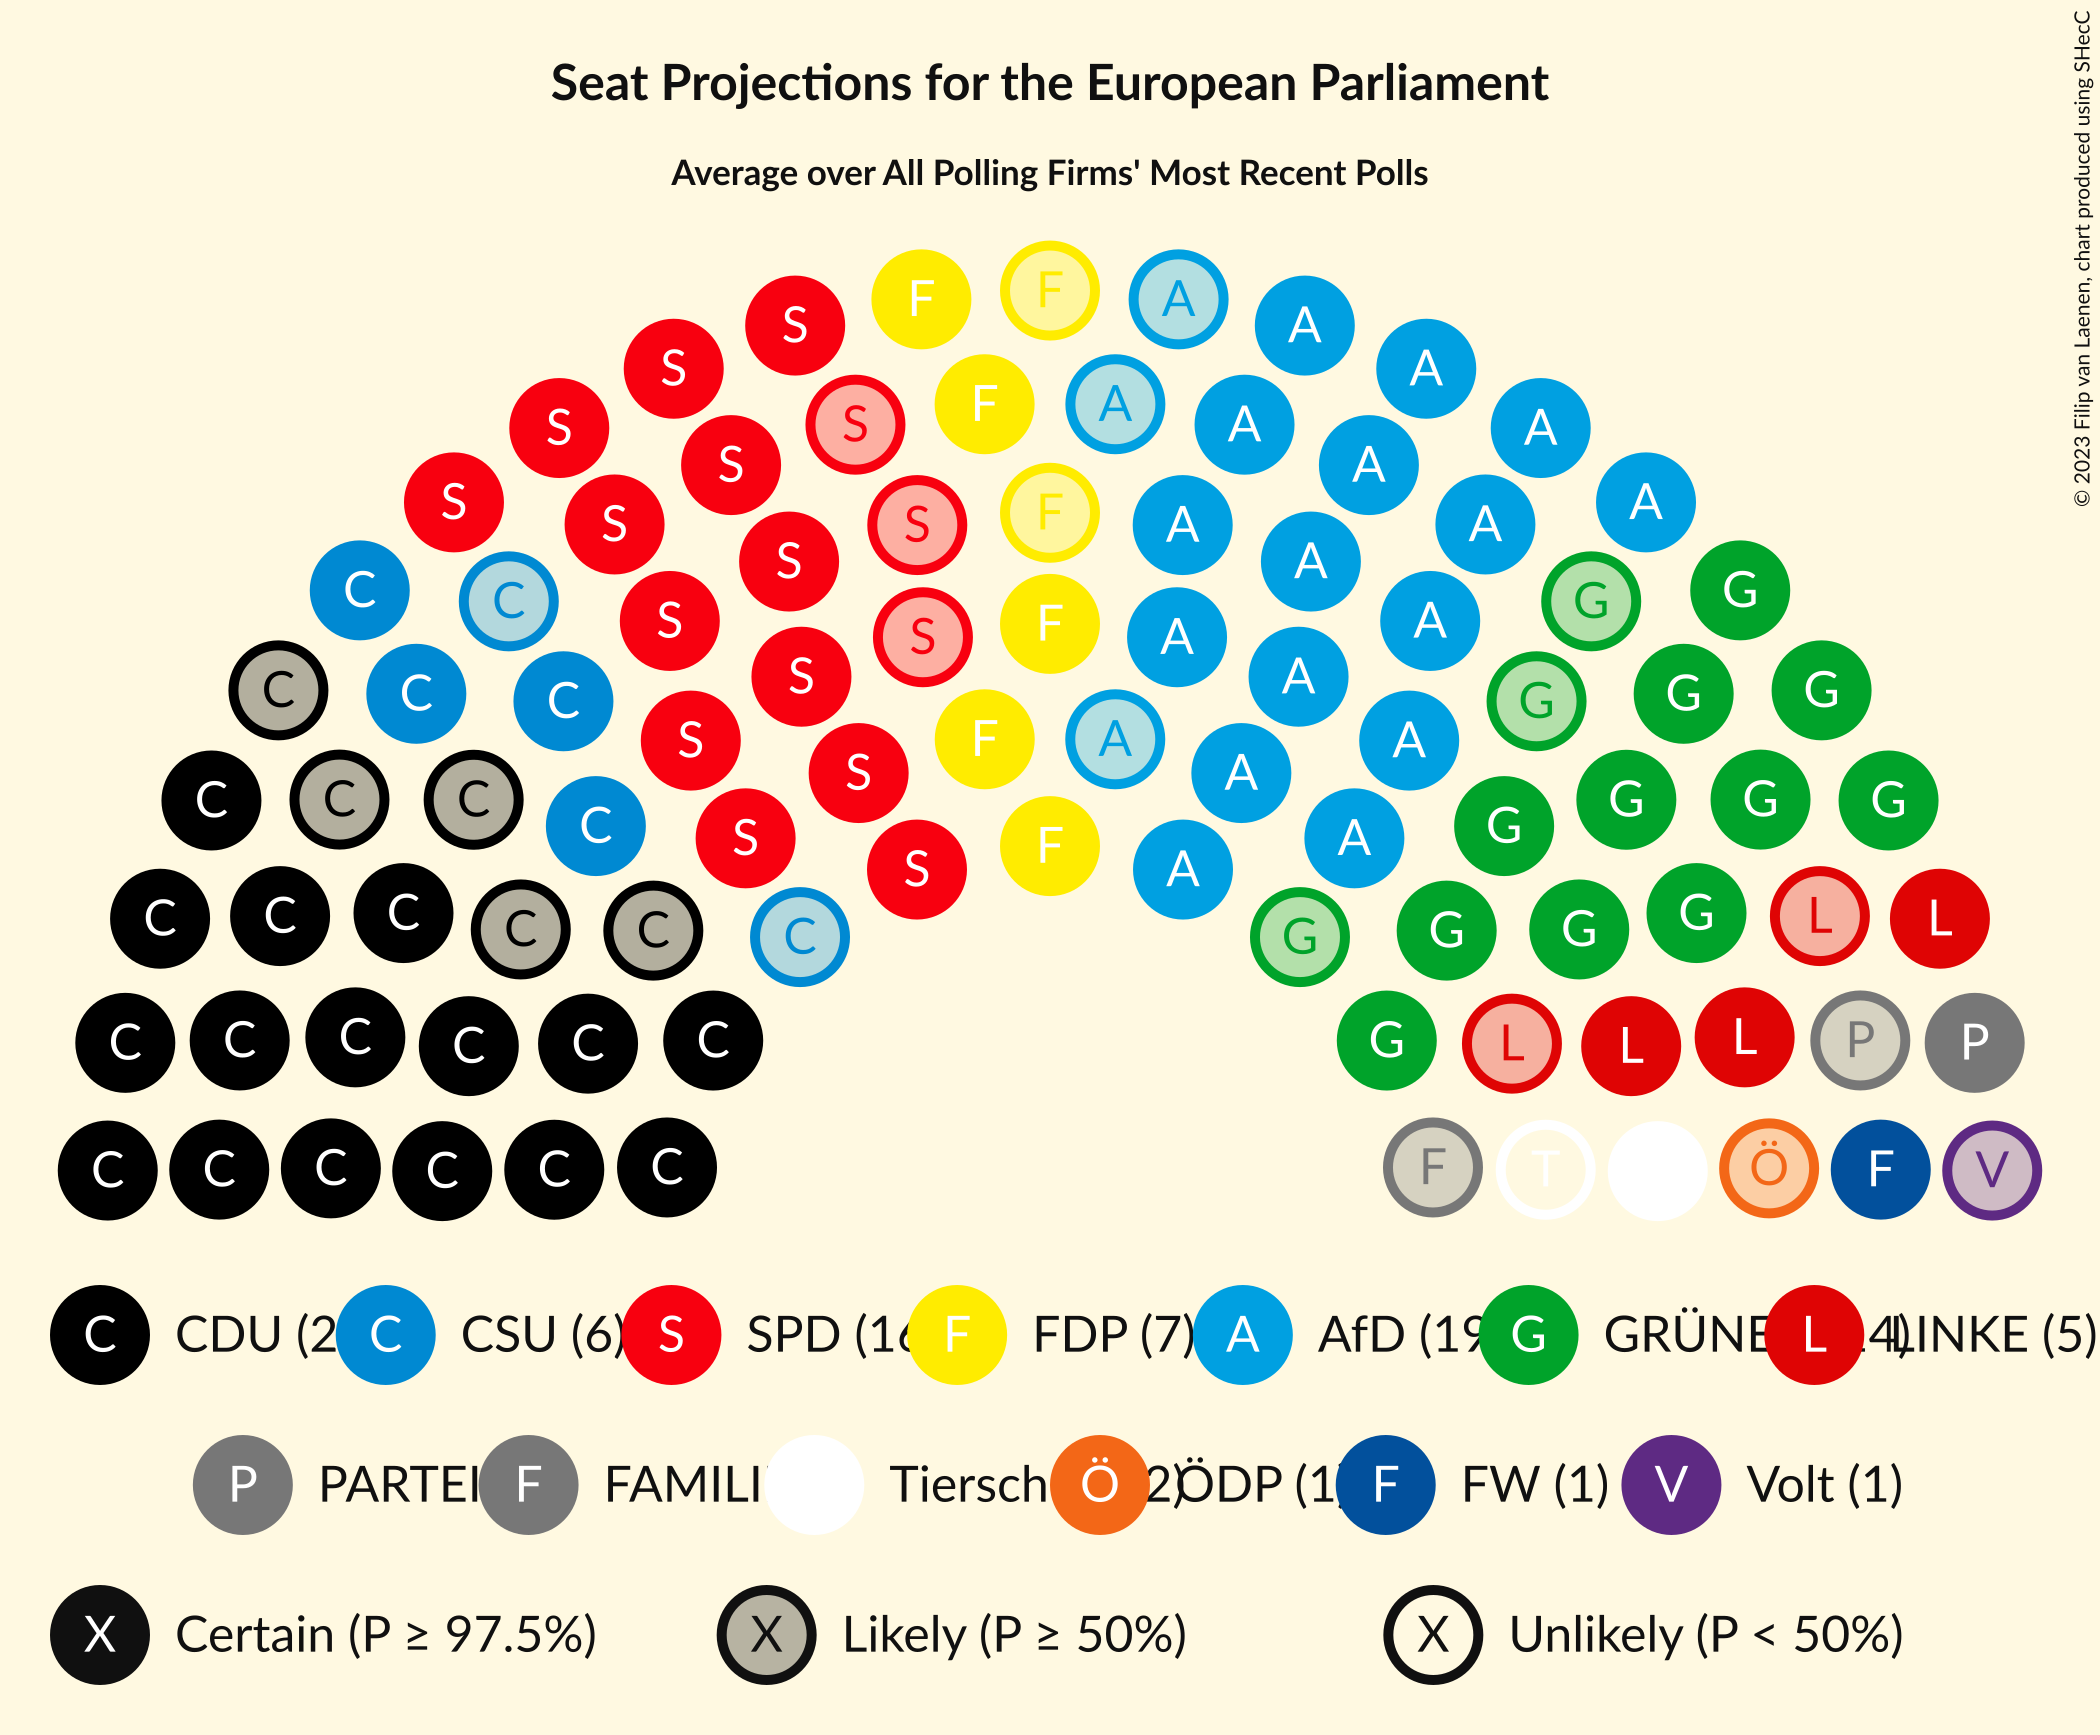 Seat Projections for the European Parliament
Average over All Polling Firms' Most Recent Polls
© 2023 Filip van Laenen, chart produced using SHecC
F F A A
S F A A
S S A A
S S F A A
S S A A
S S S F A A
C C S A G G
S S A A
C C C S F A A G G G
C C C C S S A A G G G G
C C C C C C S F A G G G G L L
C C C C C C G L L L P P
C C C C C C F T Ö F V
C CDU (2 C CSU (6) S SPD (16 F FDP (7) A AfD (19 G GRÜNE 4) L LINKE (5)
P PARTEI F FAMILI Tiersch 2) Ö ÖDP (1) F FW (1) V Volt (1)
X Certain (P ≥ 97.5%) X Likely (P ≥ 50%) X Unlikely (P < 50%)